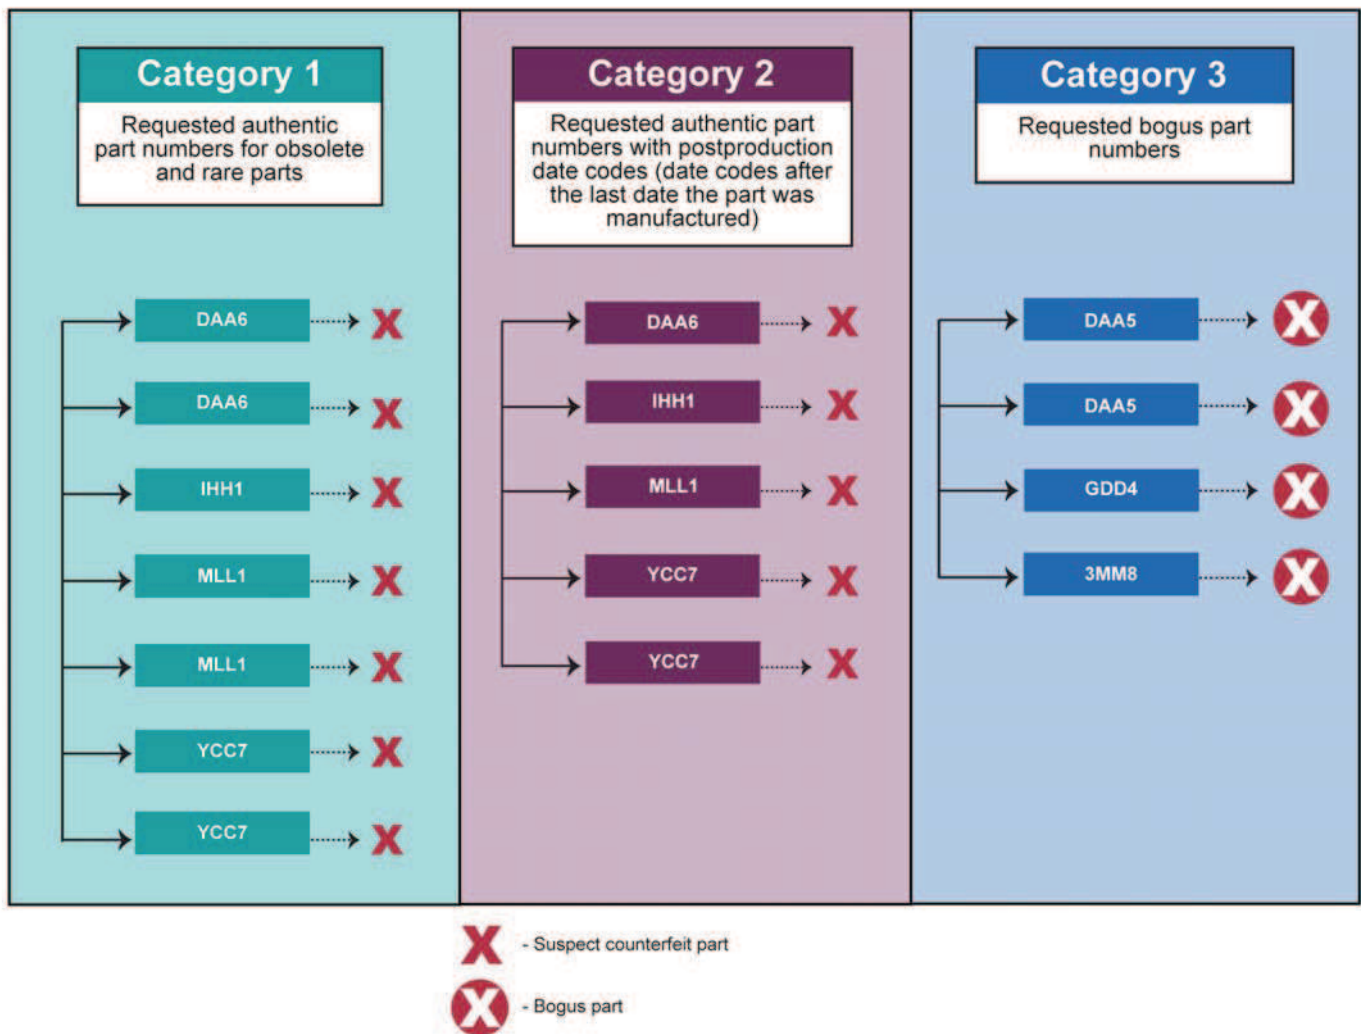 Category 1
Requested authentic
part numbers for obsolete
and rare parts
DAA6
DAA6
IHH1
MLL1
MLL1
YCC7
YCC7
Category 2
Requested authentic part
numbers with postproduction
date codes (date codes after
the last date the part was
manufactured)
DAA6
IHH1
MLL1
YCC7
YCC7
Category 3
Requested bogus part
numbers
DAA5
DAA5
GDD4
3MM8
X - Suspect counterfeit part
X - Bogus part